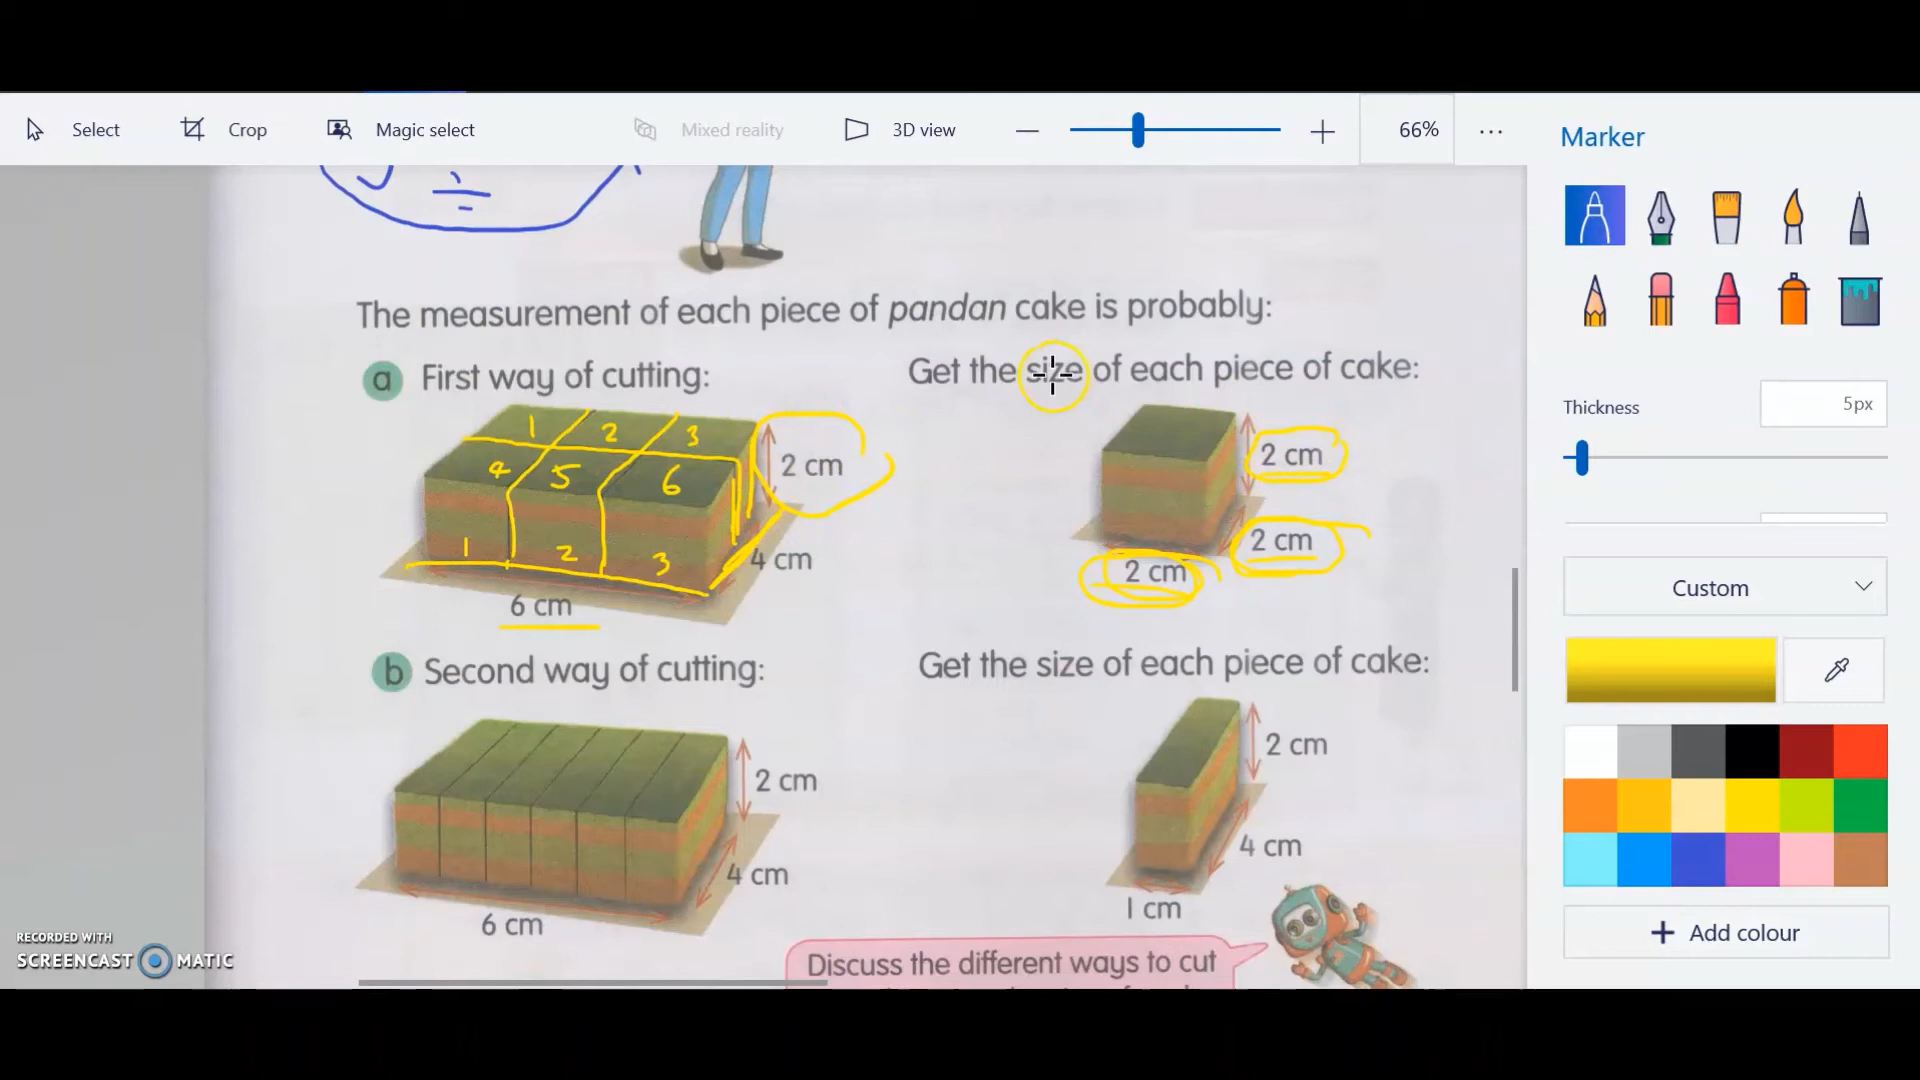 Select
Crop
Magic select
Mixed reality
3D view
66%
Marker
Thickness
5px
Custom
Add colour
The measurement of each piece of pandan cake is probably:
a First way of cutting:
Get the size of each piece of cake:
1 2 3
4 5 6
1 2 3
2 cm
4 cm
6 cm
2 cm
2 cm
2 cm
b Second way of cutting:
Get the size of each piece of cake:
2 cm
4 cm
6 cm
2 cm
4 cm
1 cm
Discuss the different ways to cut
RECORDED WITH
SCREENCAST MATIC